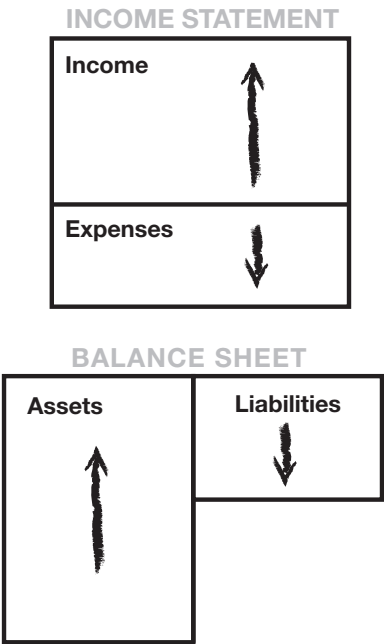 INCOME STATEMENT
Income
Expenses
BALANCE SHEET
Assets
Liabilities